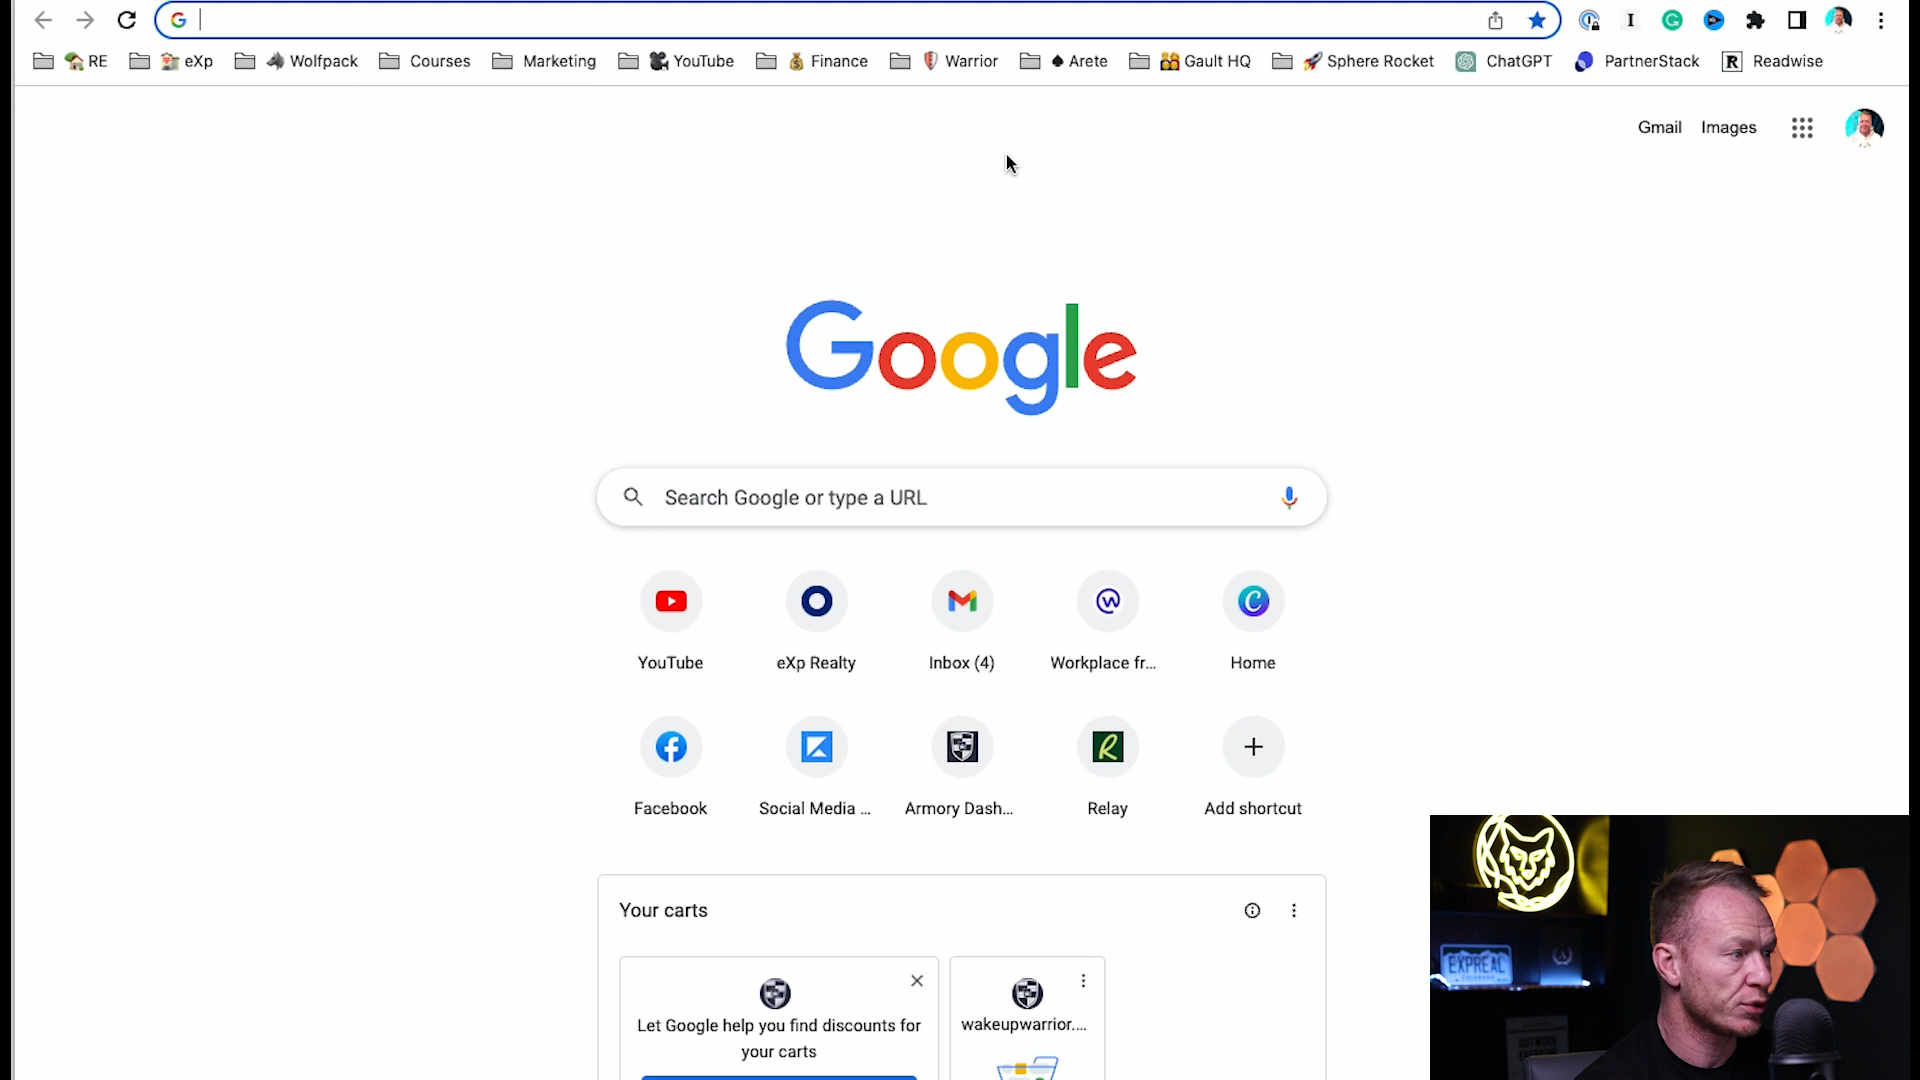 RE eXp Wolfpack Courses Marketing YouTube Finance Warrior Arete Gault HQ Sphere Rocket ChatGPT PartnerStack R Readwise
Gmail Images
Google
Search Google or type a URL
YouTube eXp Realty Inbox (4) Workplace fr... Home
Facebook Social Media ... Armory Dash... Relay Add shortcut
Your carts
Let Google help you find discounts for
your carts
wakeupwarrior....
EXPREAL